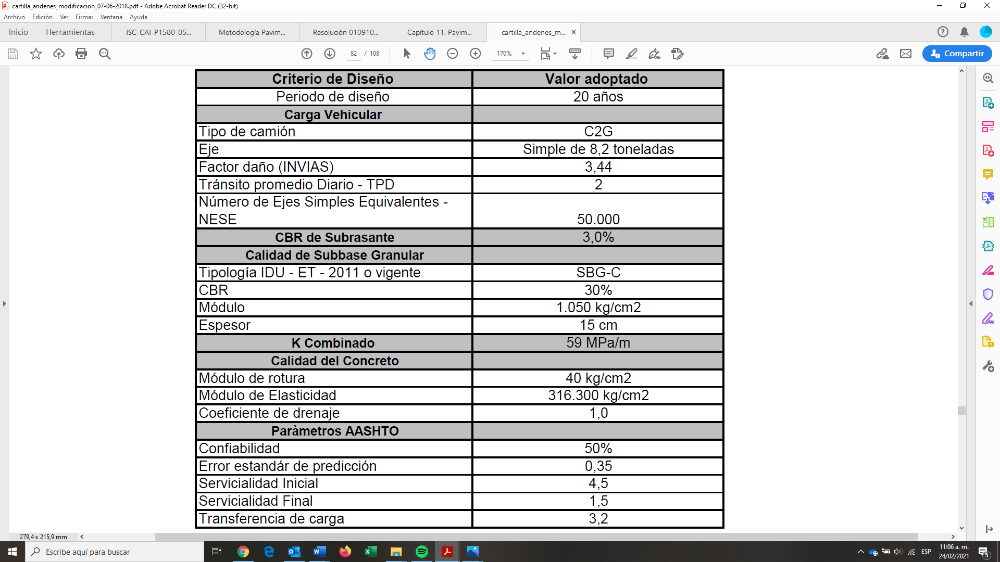 cartilla_andenes_modificacion_07-06-2018.pdf - Adobe Acrobat Reader DC (32-bit)
Archivo Edición Ver Firmar Ventana Ayuda
Inicio Herramientas ISC-CAI-P1580-05... Metodología Pavim... Resolución 010910... Capítulo 11. Pavim... cartilla_andenes_m...
82 / 108 170% Compartir
Criterio de Diseño Valor adoptado
Periodo de diseño 20 años
Carga Vehicular
Tipo de camión C2G
Eje Simple de 8,2 toneladas
Factor daño (INVIAS) 3,44
Tránsito promedio Diario - TPD 2
Número de Ejes Simples Equivalentes -
NESE 50.000
CBR de Subrasante 3,0%
Calidad de Subbase Granular
Tipología IDU - ET - 2011 o vigente SBG-C
CBR 30%
Módulo 1.050 kg/cm2
Espesor 15 cm
K Combinado 59 MPa/m
Calidad del Concreto
Módulo de rotura 40 kg/cm2
Módulo de Elasticidad 316.300 kg/cm2
Coeficiente de drenaje 1,0
Paràmetros AASHTO
Confiabilidad 50%
Error estandár de predicción 0,35
Servicialidad Inicial 4,5
Servicialidad Final 1,5
Transferencia de carga 3,2
279,4 x 215,9 mm
Escribe aquí para buscar
ESP
11:06 a. m.
24/02/2021
5